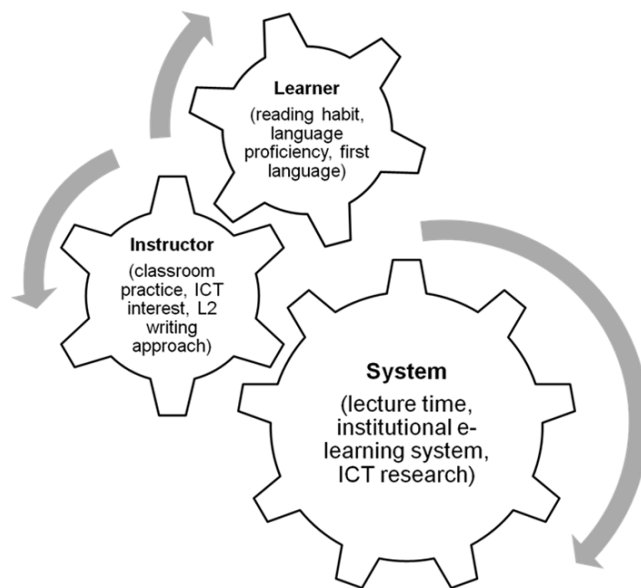 Learner
(reading habit,
language
proficiency, first
language)
Instructor
(classroom
practice, ICT
interest, L2
writing
approach)
System
(lecture time,
institutional e-
learning system,
ICT research)